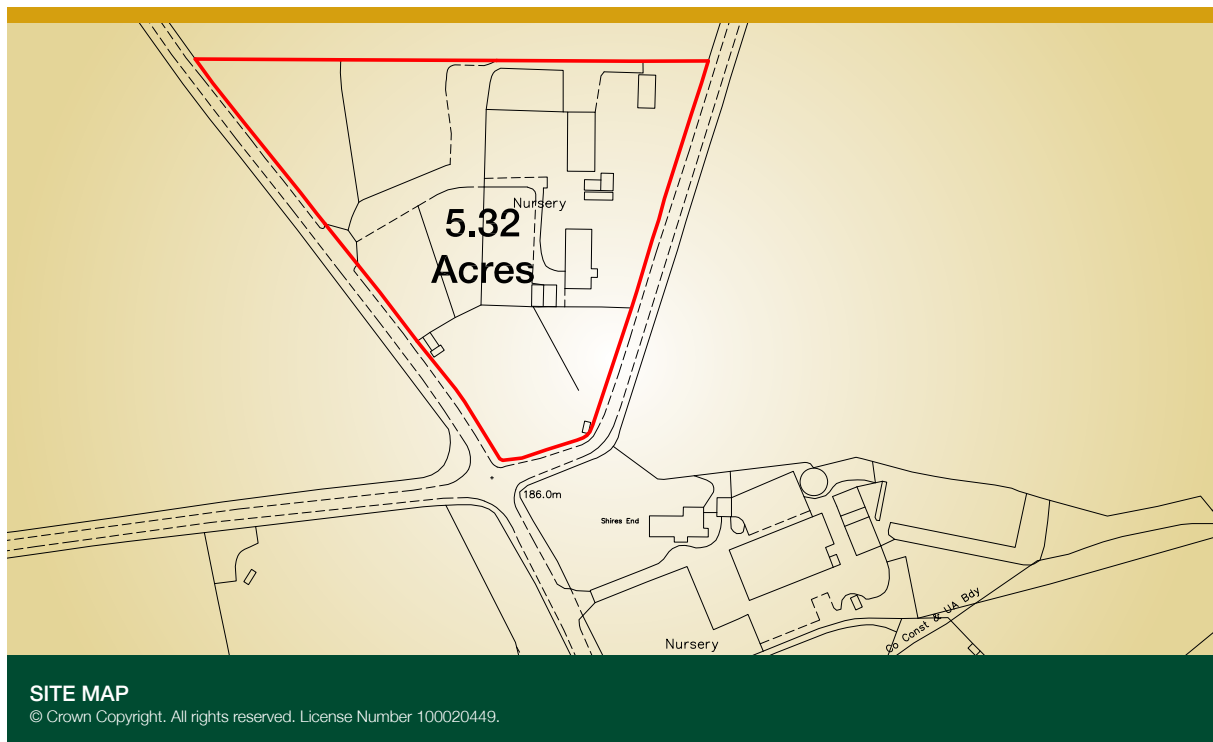 Nursery
5.32
Acres
186.0m
Shires End
Co Const & UA Bdy
Nursery
SITE MAP
© Crown Copyright. All rights reserved. License Number 100020449.